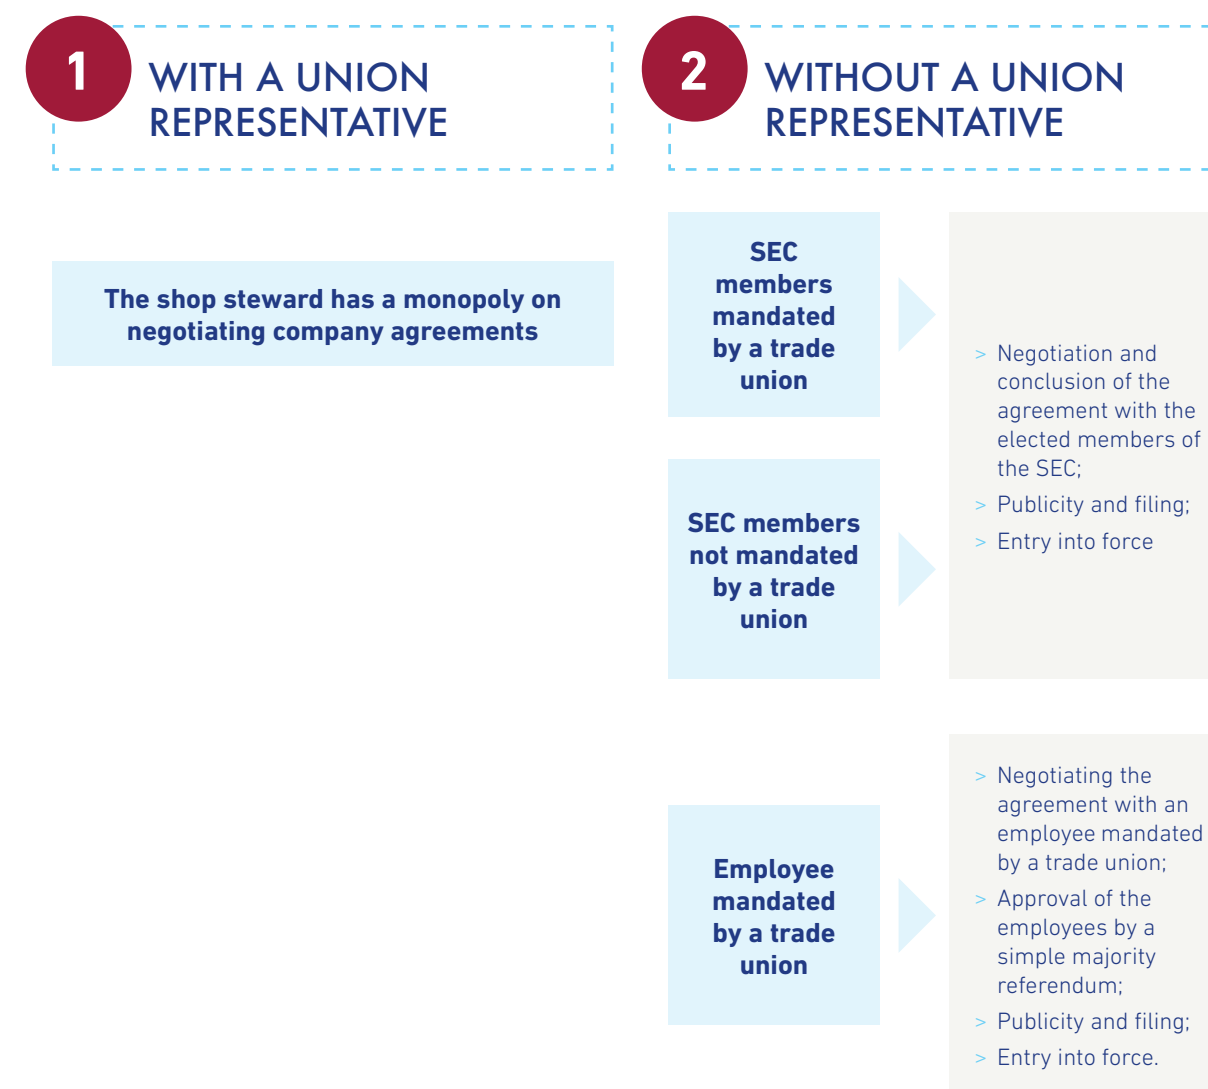 1
WITH A UNION
REPRESENTATIVE
The shop steward has a monopoly on
negotiating company agreements
2
WITHOUT A UNION
REPRESENTATIVE
SEC
members
mandated
by a trade
union
SEC members
not mandated
by a trade
union
> Negotiation and
conclusion of the
agreement with the
elected members of
the SEC;
> Publicity and filing;
> Entry into force
Employee
mandated
by a trade
union
> Negotiating the
agreement with an
employee mandated
by a trade union;
> Approval of the
employees by a
simple majority
referendum;
> Publicity and filing;
> Entry into force.